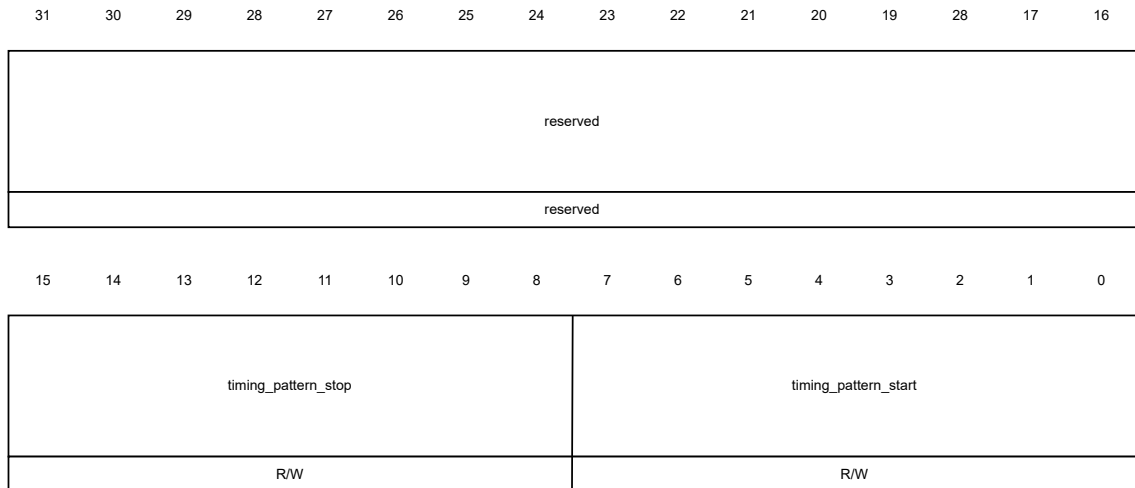 31 30 29 28 27 26 25 24 23 22 21 20 19 28 17 16
reserved
reserved
15 14 13 12 11 10 9 8 7 6 5 4 3 2 1 0
timing_pattern_stop timing_pattern_start
R/W R/W